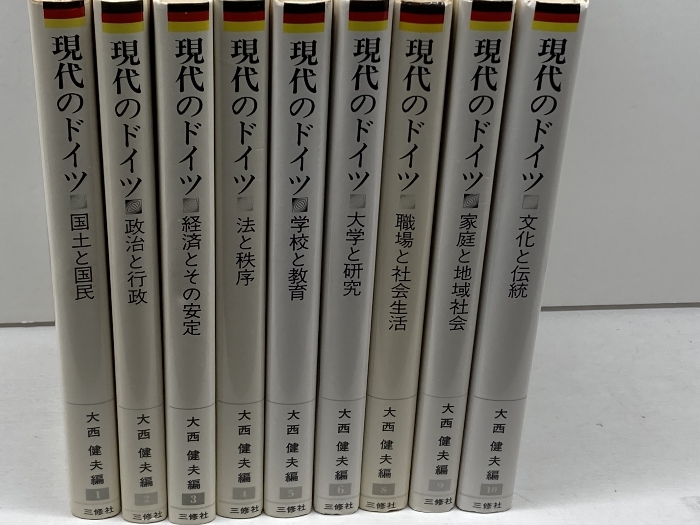 現代のドイツ 国土と国民
大西健夫編
1
三修社
現代のドイツ 政治と行政
大西健夫編
2
三修社
現代のドイツ 経済とその安定
大西健夫編
3
三修社
現代のドイツ 法と秩序
大西健夫編
4
三修社
現代のドイツ 学校と教育
大西健夫編
5
三修社
現代のドイツ 大学と研究
大西健夫編
6
三修社
現代のドイツ 職場と社会生活
大西健夫編
8
三修社
現代のドイツ 家庭と地域社会
大西健夫編
9
三修社
現代のドイツ 文化と伝統
大西健夫編
10
三修社